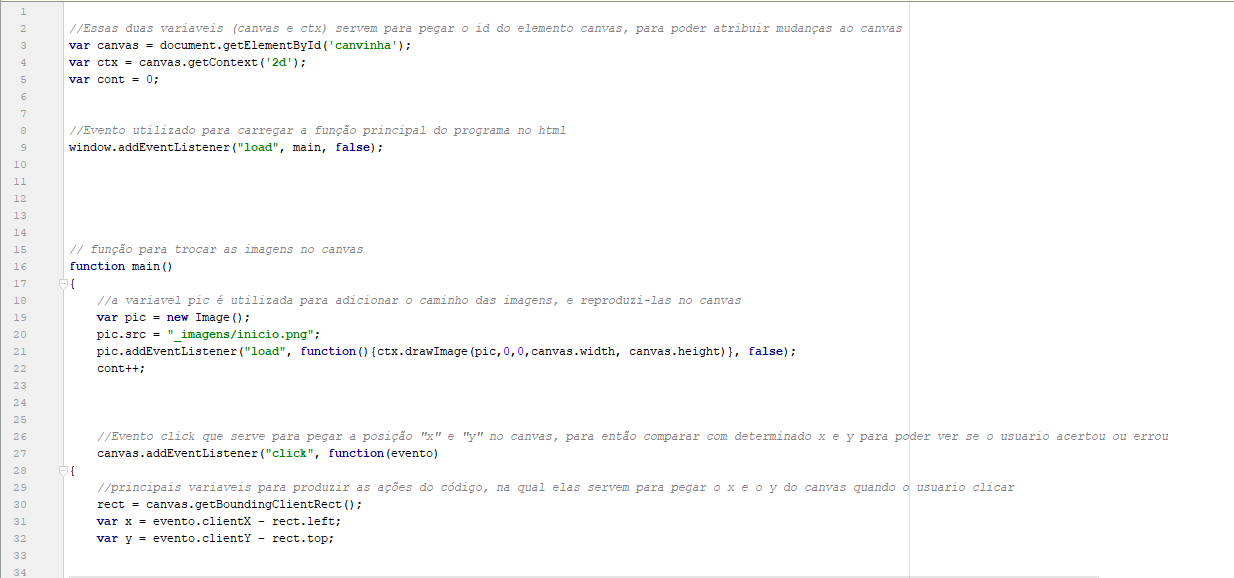 1
2 //Essas duas variaveis (canvas e ctx) servem para pegar o id do elemento canvas, para poder atribuir mudanças ao canvas
3 var canvas = document.getElementById('canvinha');
4 var ctx = canvas.getContext('2d');
5 var cont = 0;
6
7
8 //Evento utilizado para carregar a função principal do programa no html
9 window.addEventListener("load", main, false);
10
11
12
13
14
15 // função para trocar as imagens no canvas
16 function main()
17 {
18 //a variavel pic é utilizada para adicionar o caminho das imagens, e reproduzi-las no canvas
19 var pic = new Image();
20 pic.src = "_imagens/inicio.png";
21 pic.addEventListener("load", function(){ctx.drawImage(pic,0,0,canvas.width, canvas.height)}, false);
22 cont++;
23
24
25
26 //Evento click que serve para pegar a posição "x" e "y" no canvas, para então comparar com determinado x e y para poder ver se o usuario acertou ou errou
27 canvas.addEventListener("click", function(evento)
28 {
29 //principais variaveis para produzir as ações do código, na qual elas servem para pegar o x e o y do canvas quando o usuario clicar
30 rect = canvas.getBoundingClientRect();
31 var x = evento.clientX - rect.left;
32 var y = evento.clientY - rect.top;
33
34